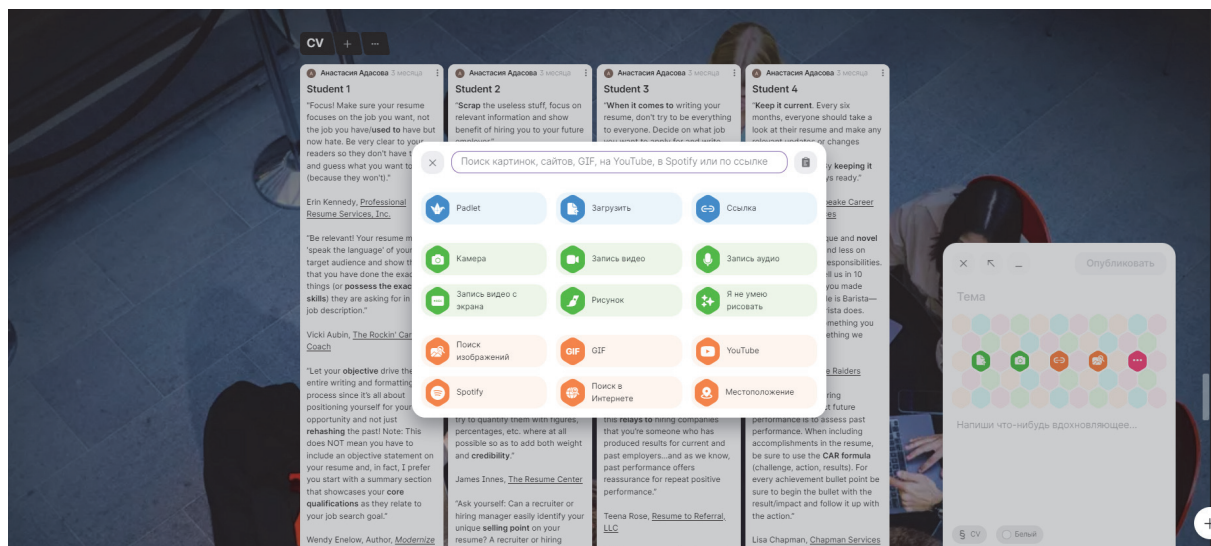 CV + ...
Анастасия Адасова 3 месяца
Student 1
"Focus! Make sure your resume
focuses on the job you want, not
the job you have/used to have but
now hate. Be very clear to your
readers so they don't have t
and guess what you want to
(because they won't)."
Erin Kennedy, Professional
Resume Services, Inc.
"Be relevant! Your resume m
'speak the language' of your
target audience and show th
that you have done the exac
things (or possess the exac
skills) they are asking for in
job description."
Vicki Aubin, The Rockin' Car
Coach
"Let your objective drive the
entire writing and formatting
process since it's all about
positioning yourself for your
opportunity and not just
rehashing the past! Note: This
does NOT mean you have to
include an objective statement on
your resume and, in fact, I prefer
you start with a summary section
that showcases your core
qualifications as they relate to
your job search goal."
Wendy Enelow, Author, Modernize
Анастасия Адасова 3 месяца
Student 2
"Scrap the useless stuff, focus on
relevant information and show
benefit of hiring you to your future
employer."
try to quantify them with figures,
percentages, etc. where at all
possible so as to add both weight
and credibility."
James Innes, The Resume Center
"Ask yourself: Can a recruiter or
hiring manager easily identify your
unique selling point on your
resume? A recruiter or hiring
Анастасия Адасова 3 месяца
Student 3
"When it comes to writing your
resume, don't try to be everything
to everyone. Decide on what job
you want to apply for and write
this relays to hiring companies
that you're someone who has
produced results for current and
past employers...and as we know,
past performance offers
reassurance for repeat positive
performance."
Teena Rose, Resume to Referral,
LLC
Анастасия Адасова 3 месяца
Student 4
"Keep it current. Every six
months, everyone should take a
look at their resume and make any
relevant updates or changes
y keeping it
ys ready."
eake Career
es
que and novel
nd less on
esponsibilities.
ell us in 10
you made
le is Barista—
rista does.
mething you
ething we
e Raiders
ring
ct future
performance is to assess past
performance. When including
accomplishments in the resume,
be sure to use the CAR formula
(challenge, action, results). For
every achievement bullet point be
sure to begin the bullet with the
result/impact and follow it up with
the action."
Lisa Chapman, Chapman Services
Поиск картинок, сайтов, GIF, на YouTube, в Spotify или по ссылке
Padlet
Загрузить
Ссылка
Камера
Запись видео
Запись аудио
Запись видео с
экрана
Рисунок
Я не умею
рисовать
Поиск
изображений
GIF
GIF
YouTube
Spotify
Поиск в
Интернете
Местоположение
Опубликовать
Тема
Напиши что-нибудь вдохновляющее...
§ CV
Белый
+